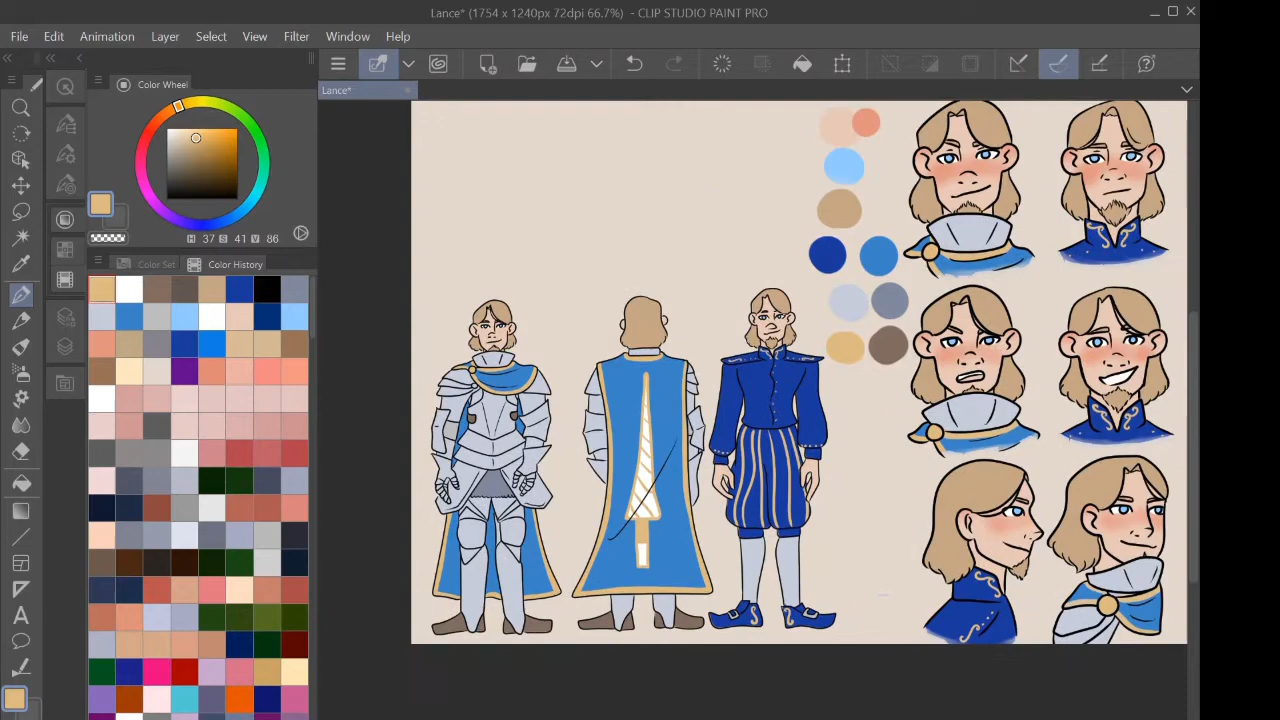 Lance* (1754 x 1240px 72dpi 66.7%) - CLIP STUDIO PAINT PRO
File Edit Animation Layer Select View Filter Window Help
Color Wheel
Lance*
H 37 S 41 V 86
Color Set Color History
A